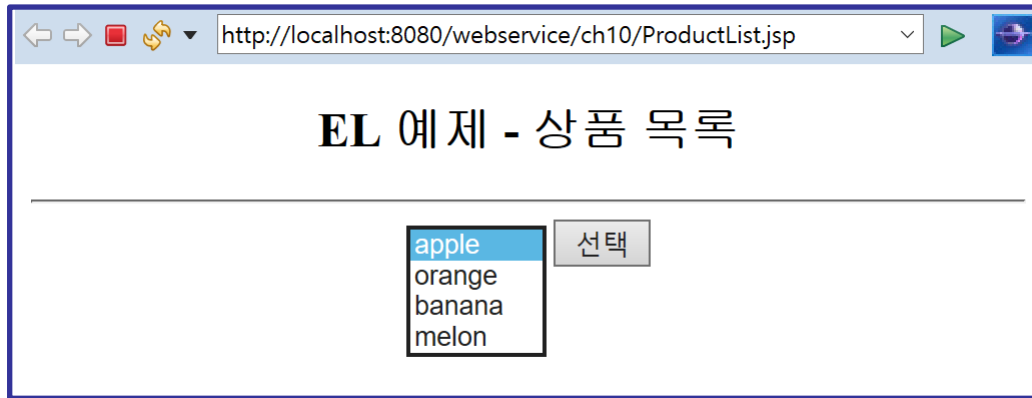 http://localhost:8080/webservice/ch10/ProductList.jsp
EL 예제 - 상품 목록
apple 선택
orange
banana
melon